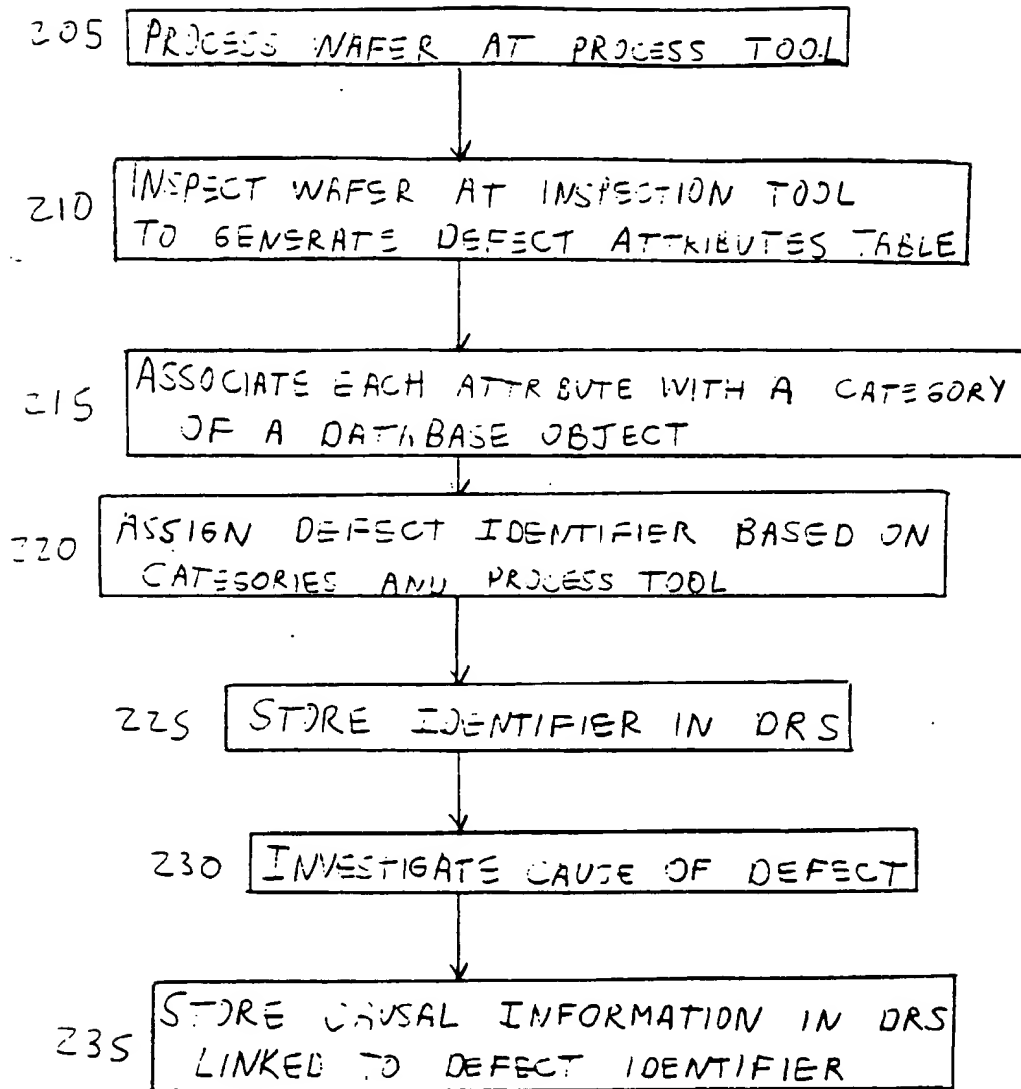 205 PROCESS WAFER AT PROCESS TOOL
210 INSPECT WAFER AT INSPECTION TOOL
TO GENERATE DEFECT ATTRIBUTES TABLE
215 ASSOCIATE EACH ATTRIBUTE WITH A CATEGORY
OF A DATABASE OBJECT
220 ASSIGN DEFECT IDENTIFIER BASED ON
CATEGORIES AND PROCESS TOOL
225 STORE IDENTIFIER IN DRS
230 INVESTIGATE CAUSE OF DEFECT
235 STORE CAUSAL INFORMATION IN DRS
LINKED TO DEFECT IDENTIFIER